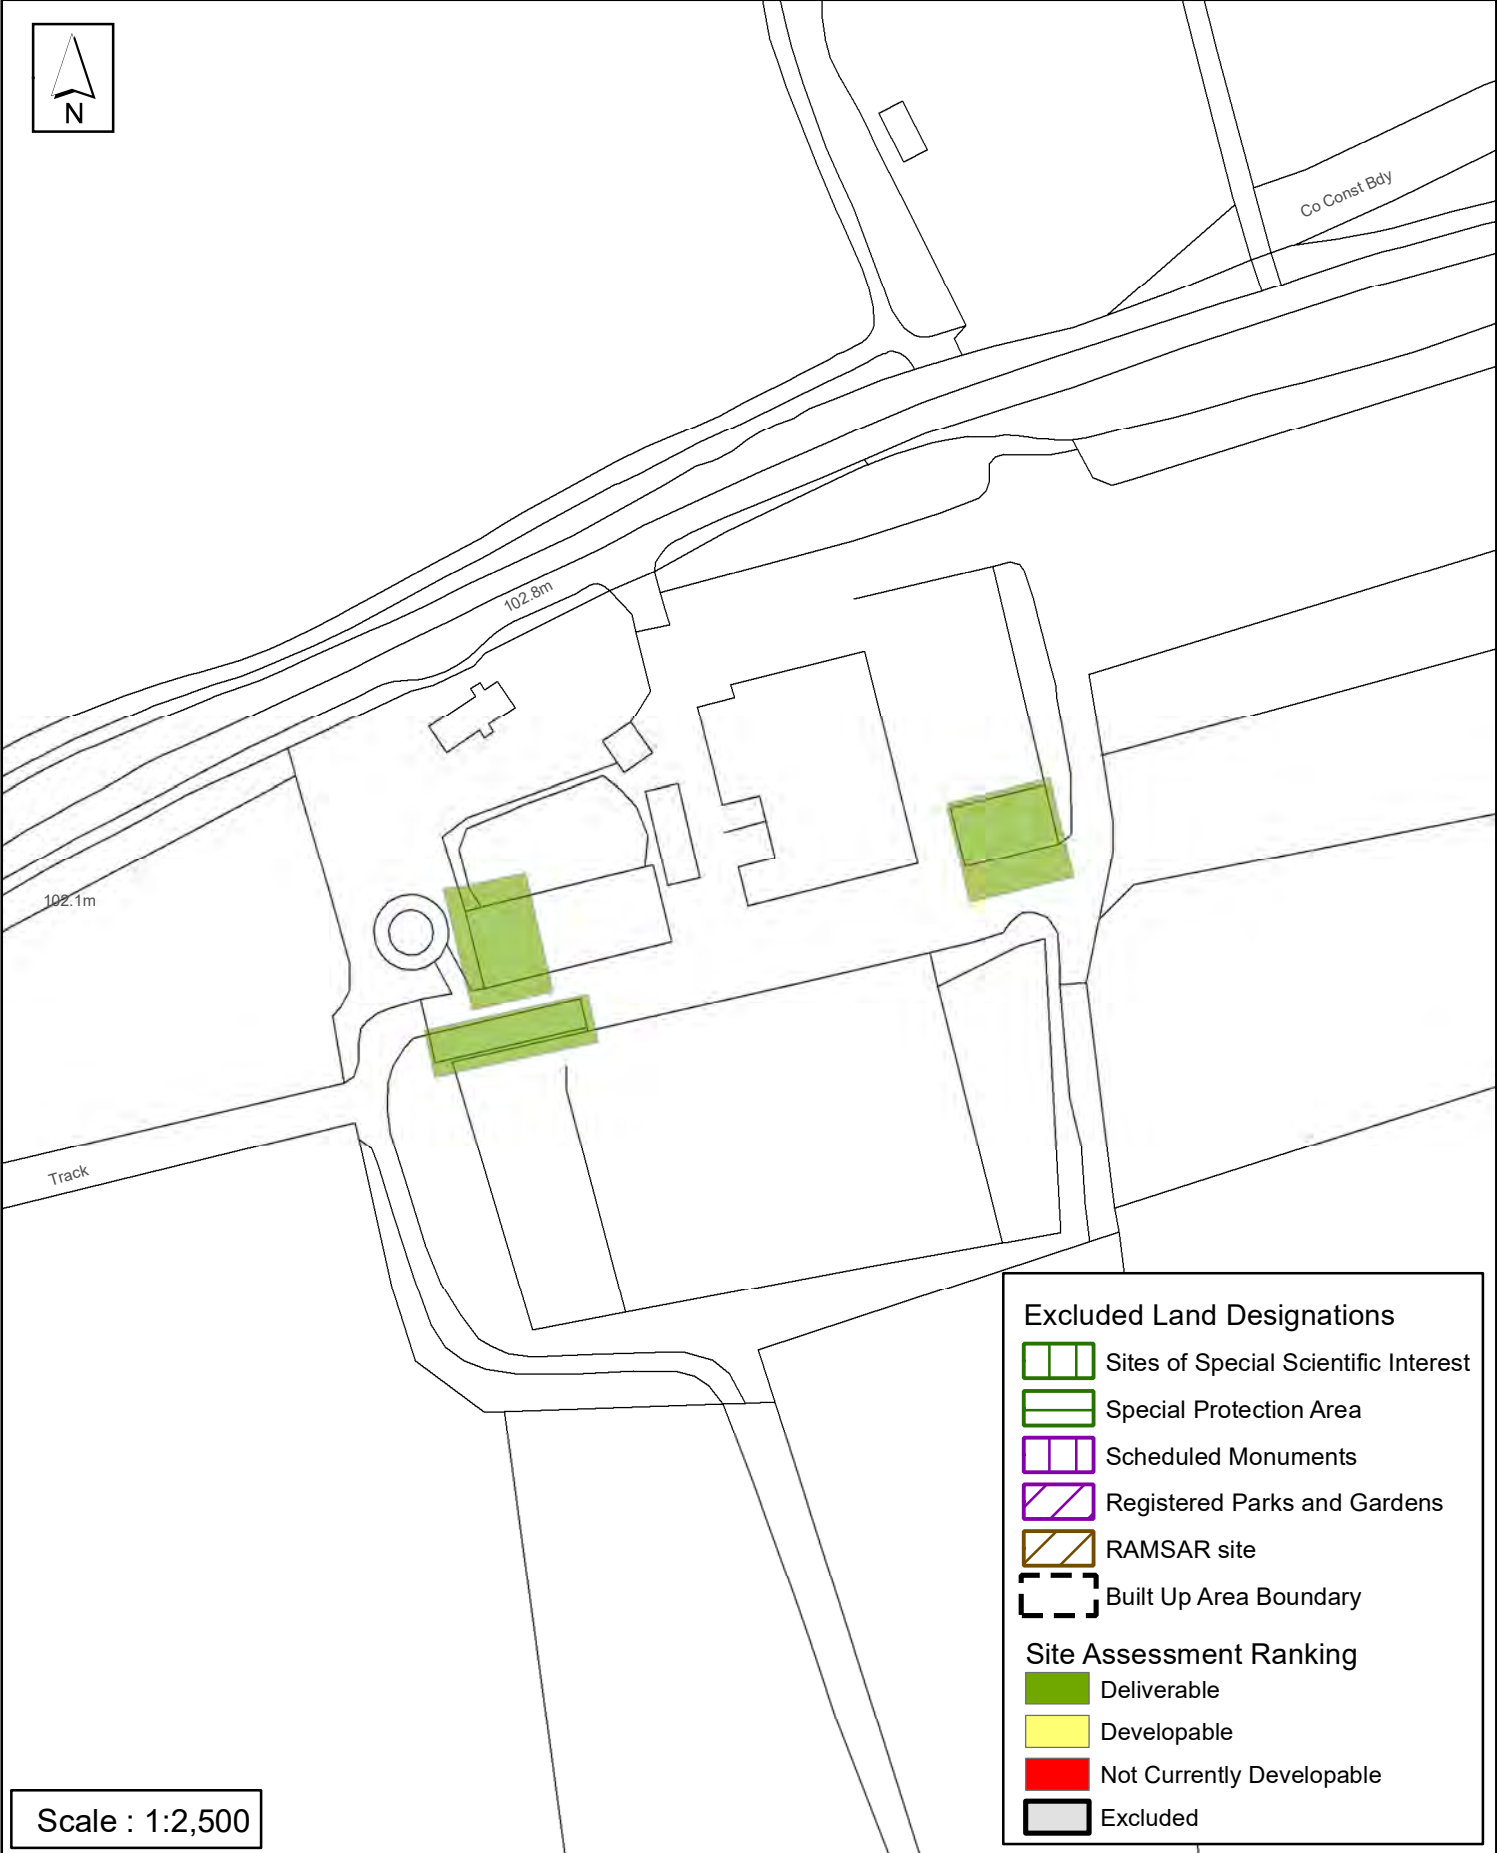 N
Co Const Bdy
102.8m
102.1m
Track
Excluded Land Designations
Sites of Special Scientific Interest
Special Protection Area
Scheduled Monuments
Registered Parks and Gardens
RAMSAR site
Built Up Area Boundary
Site Assessment Ranking
Deliverable
Developable
Not Currently Developable
Excluded
Scale : 1:2,500